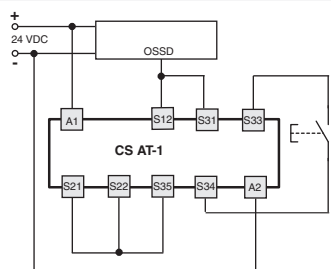 +
24 VDC
-
OSSD
A1
S12
S31
S33
CS AT-1
S21
S22
S35
S34
A2